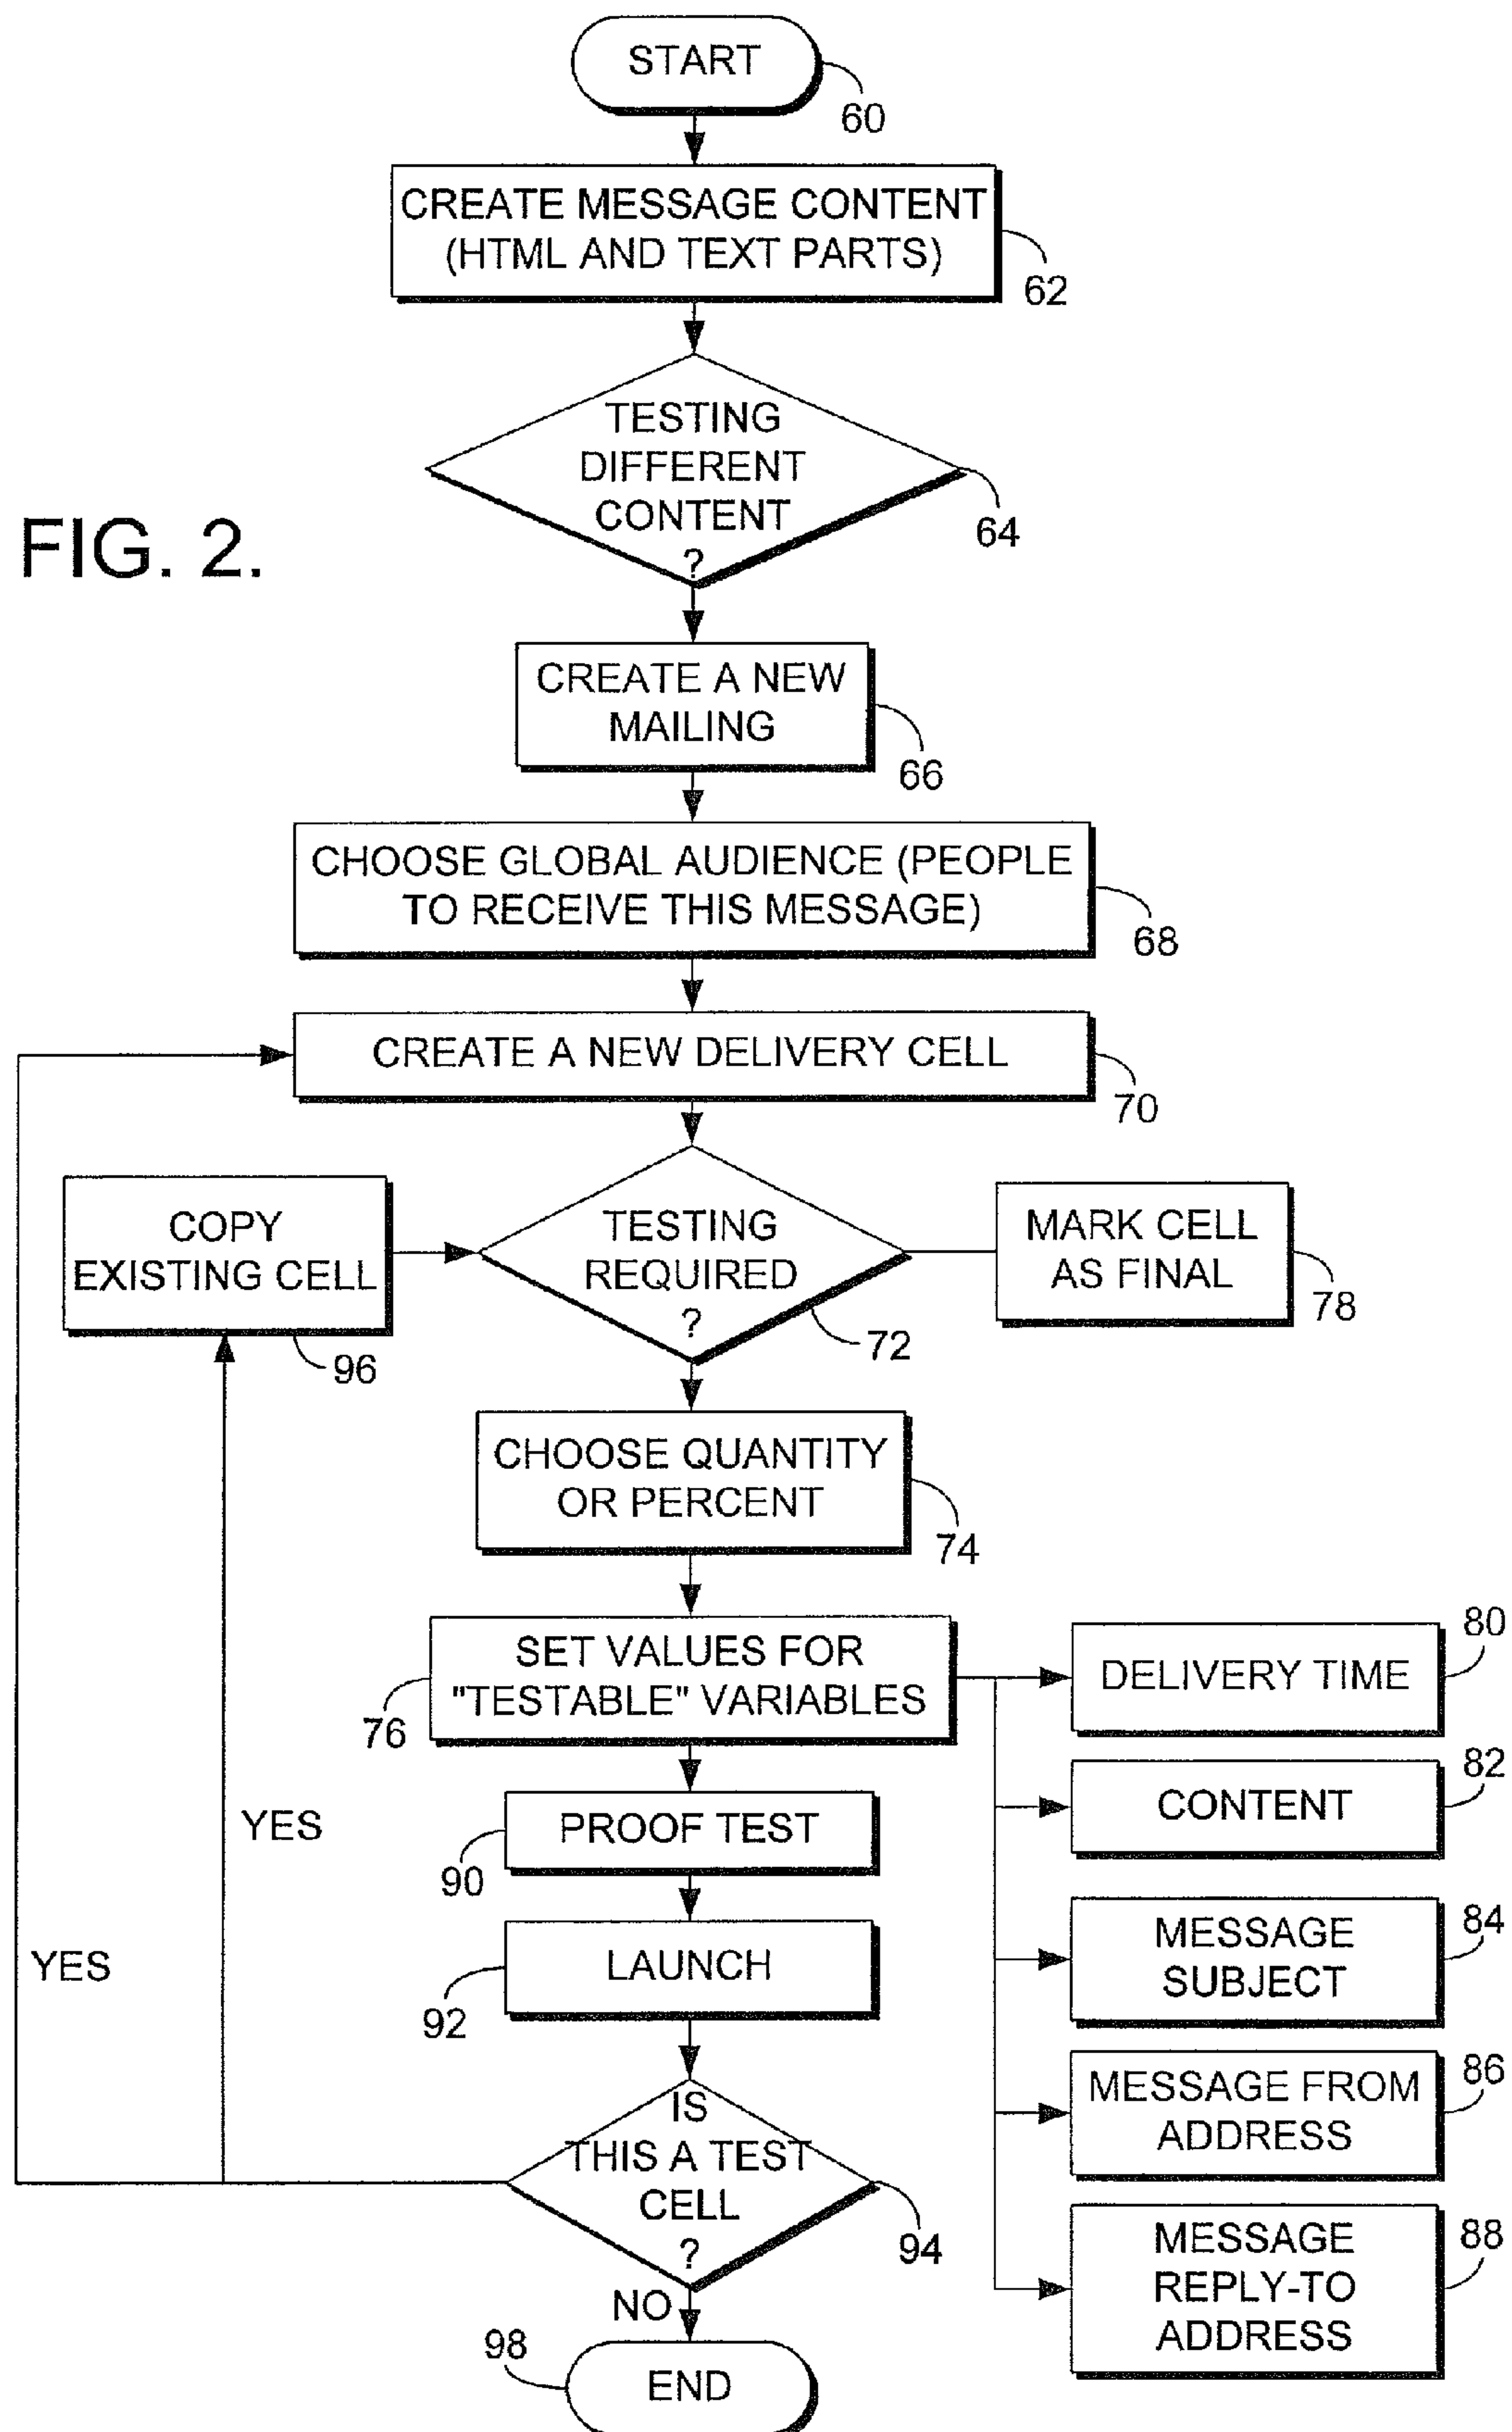 START
60
CREATE MESSAGE CONTENT
(HTML AND TEXT PARTS)
62
TESTING
DIFFERENT
CONTENT
?
64
FIG. 2.
CREATE A NEW
MAILING
66
CHOOSE GLOBAL AUDIENCE (PEOPLE
TO RECEIVE THIS MESSAGE)
68
CREATE A NEW DELIVERY CELL
70
COPY
EXISTING CELL
96
TESTING
REQUIRED
?
72
MARK CELL
AS FINAL
78
CHOOSE QUANTITY
OR PERCENT
74
SET VALUES FOR
"TESTABLE" VARIABLES
76
DELIVERY TIME
80
CONTENT
82
MESSAGE
SUBJECT
84
MESSAGE FROM
ADDRESS
86
MESSAGE
REPLY-TO
ADDRESS
88
PROOF TEST
90
LAUNCH
92
YES
YES
IS
THIS A TEST
CELL
?
94
NO
98
END